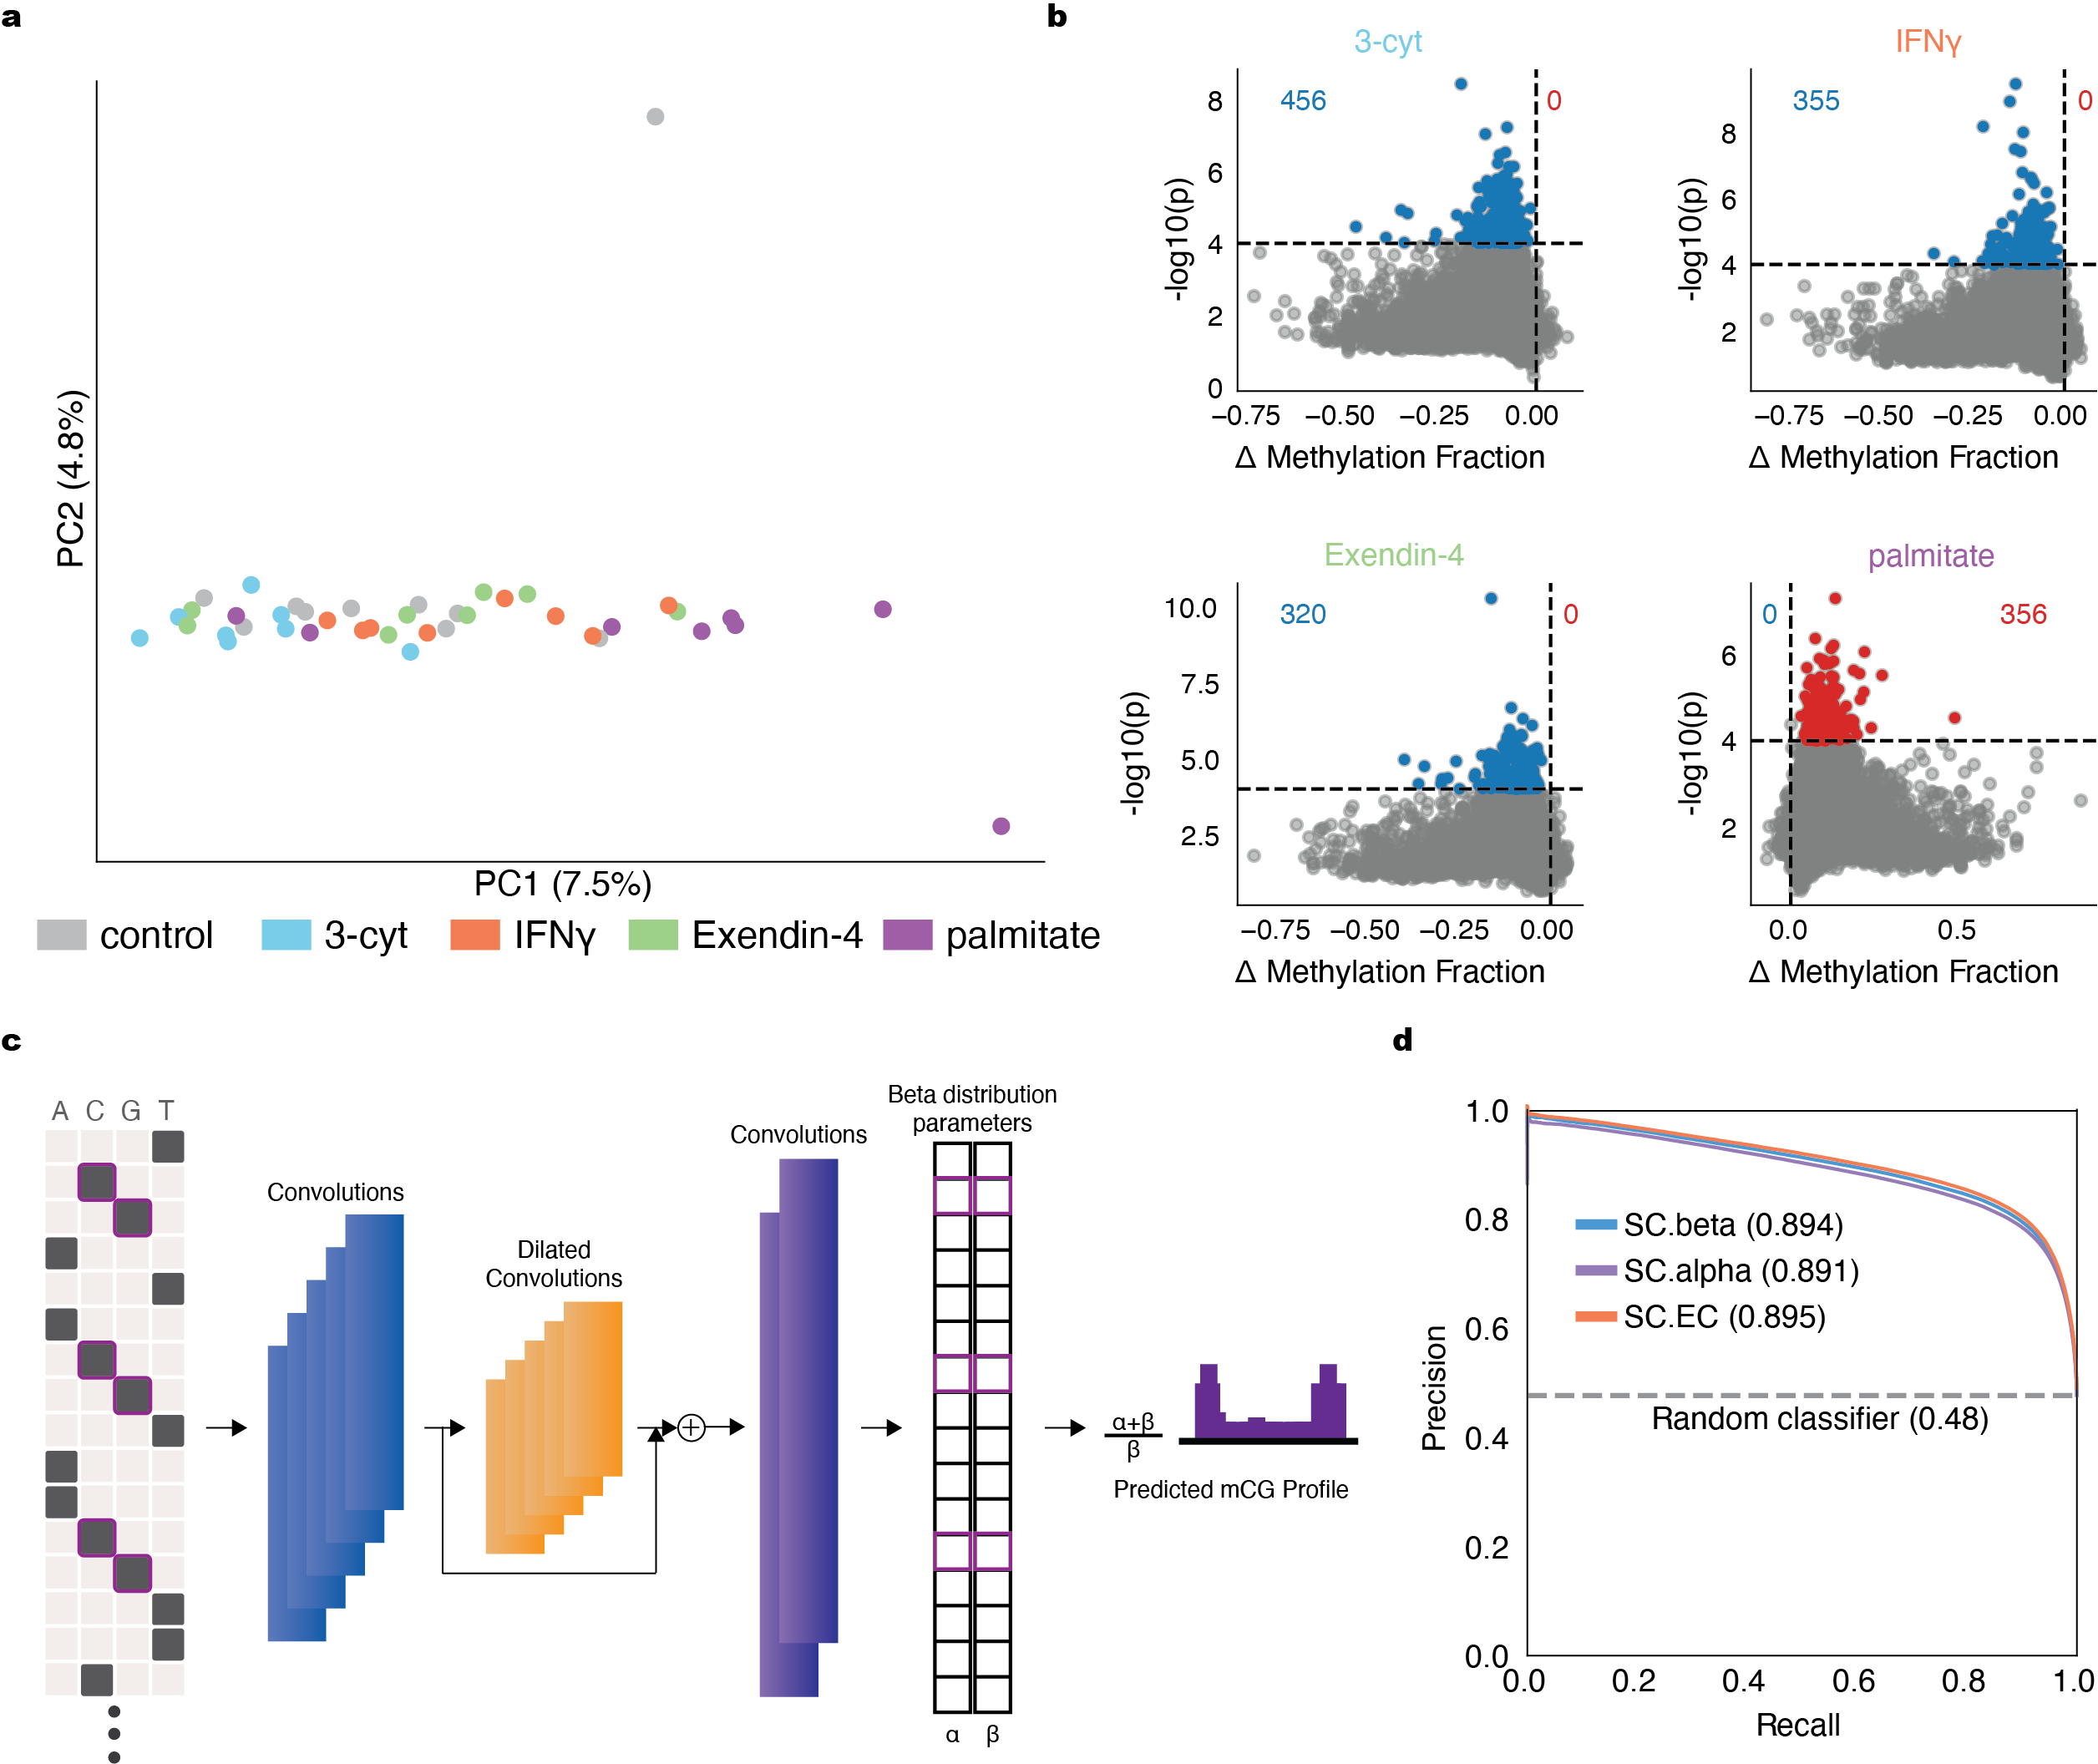 a
PC2 (4.8%)
PC1 (7.5%)
control
3-cyt
IFNγ
Exendin-4
palmitate
b
3-cyt
456
0
8
6
4
2
0
-log10(p)
−0.75
−0.50
−0.25
0.00
Δ Methylation Fraction
IFNγ
355
0
8
6
4
2
-log10(p)
−0.75
−0.50
−0.25
0.00
Δ Methylation Fraction
Exendin-4
320
0
10.0
7.5
5.0
2.5
-log10(p)
−0.75
−0.50
−0.25
0.00
Δ Methylation Fraction
palmitate
0
356
6
4
2
-log10(p)
0.0
0.5
Δ Methylation Fraction
c
A C G T
Convolutions
Dilated
Convolutions
Convolutions
Beta distribution
parameters
α β
α+β
β
Predicted mCG Profile
d
1.0
0.8
0.6
0.4
0.2
0.0
Precision
SC.beta (0.894)
SC.alpha (0.891)
SC.EC (0.895)
Random classifier (0.48)
0.0
0.2
0.4
0.6
0.8
1.0
Recall